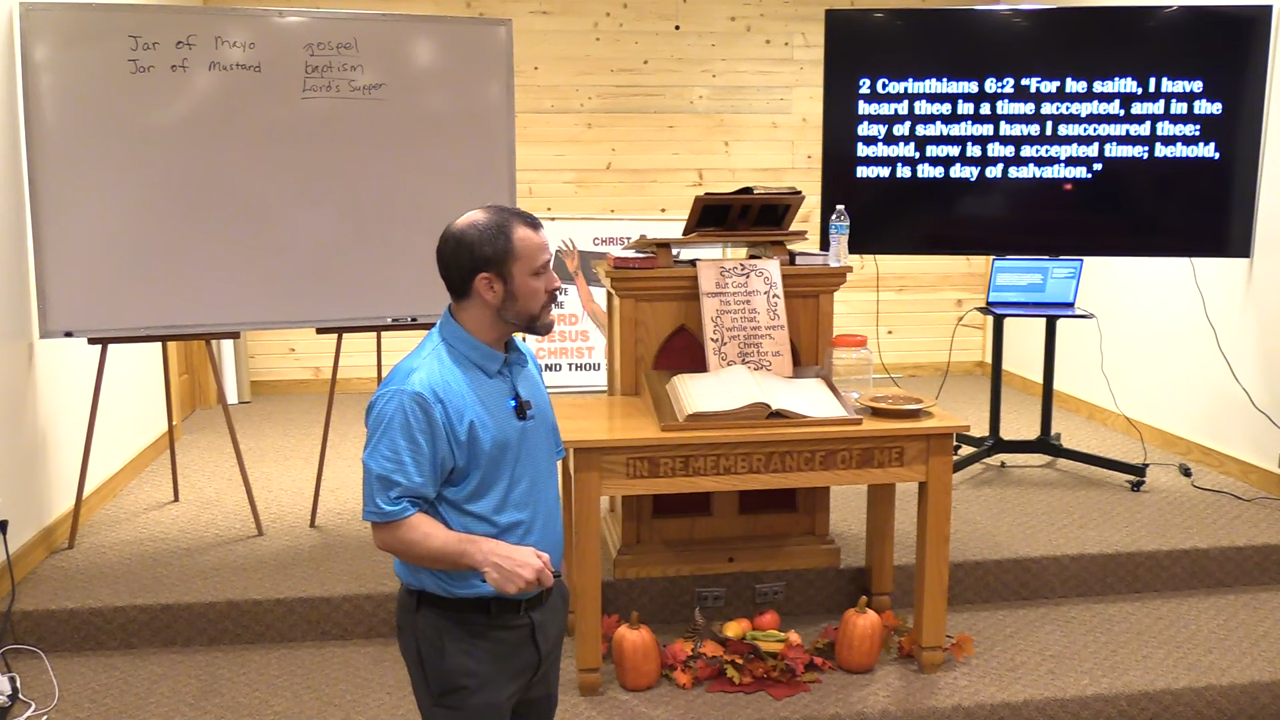 Jar of Mayo
Jar of Mustard
gospel
baptism
Lord's Supper
2 Corinthians 6:2 “For he saith, I have
heard thee in a time accepted, and in the
day of salvation have I succoured thee:
behold, now is the accepted time; behold,
now is the day of salvation.”
CHRIST
JESUS
CHRIST
AND THOU
But God
commendeth
his love
toward us,
in that,
while we were
yet sinners,
Christ
died for us.
IN REMEMBRANCE OF ME